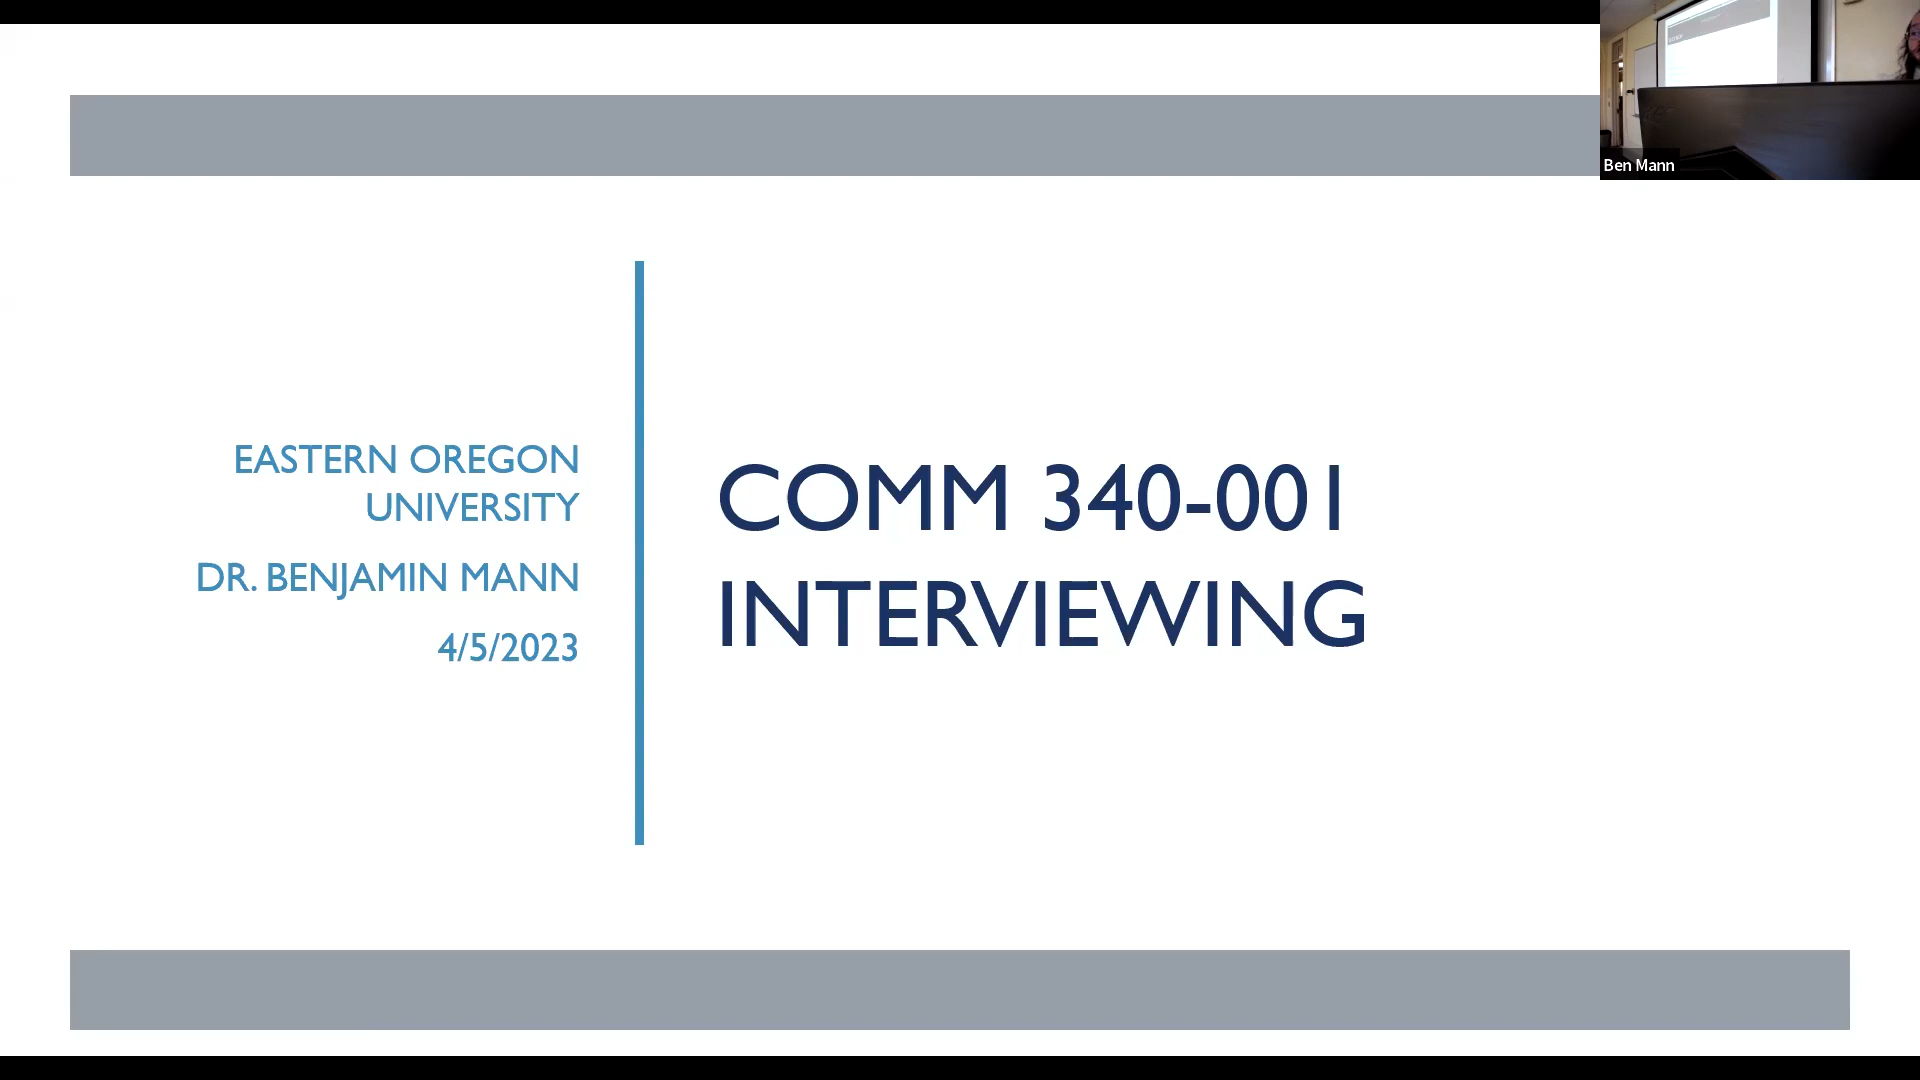 Ben Mann
EASTERN OREGON
UNIVERSITY
DR. BENJAMIN MANN
4/5/2023
COMM 340-001
INTERVIEWING